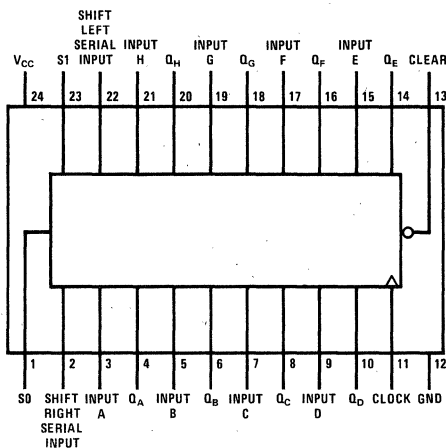 SHIFT
LEFT
SERIAL
INPUT
VCC
S1
INPUT
H
QH
INPUT
G
QG
INPUT
F
QF
INPUT
E
QE
CLEAR
24 23 22 21 20 19 18 17 16 15 14 13
1 2 3 4 5 6 7 8 9 10 11 12
S0
SHIFT
RIGHT
SERIAL
INPUT
INPUT
A
QA
INPUT
B
QB
INPUT
C
QC
INPUT
D
QD
CLOCK
GND